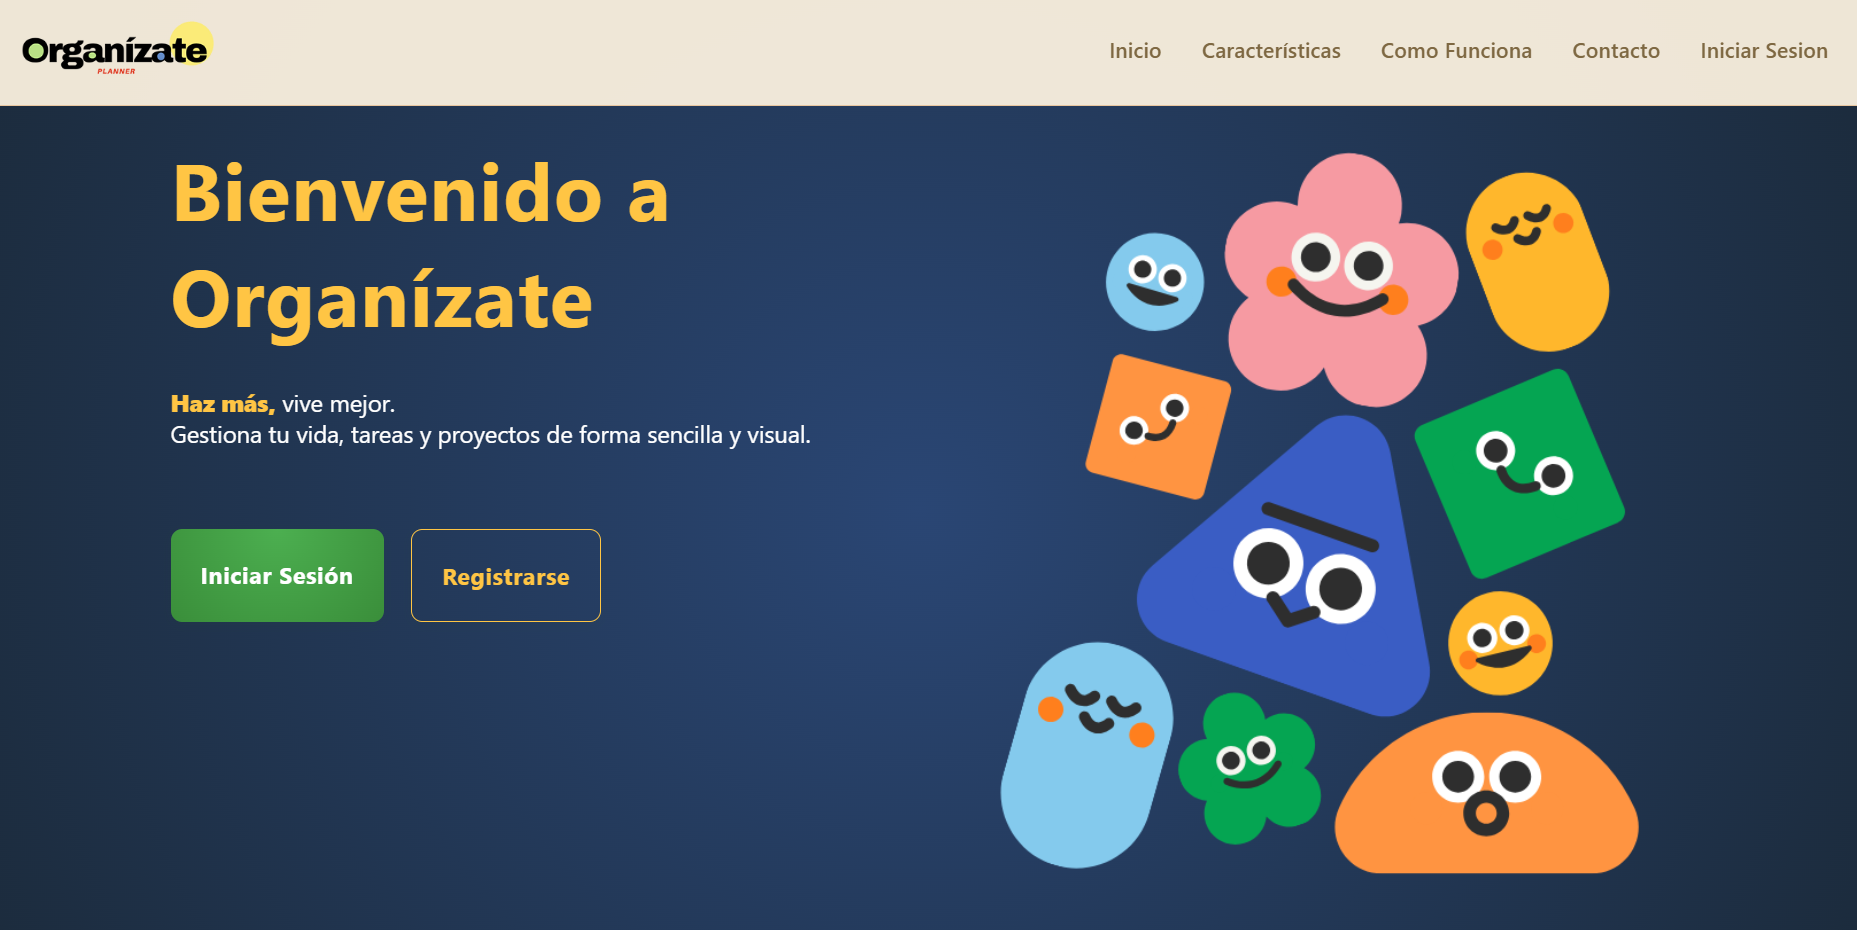 Organízate
PLANNER
Inicio
Características
Como Funciona
Contacto
Iniciar Sesion
Bienvenido a
Organízate
Haz más, vive mejor.
Gestiona tu vida, tareas y proyectos de forma sencilla y visual.
Iniciar Sesión
Registrarse